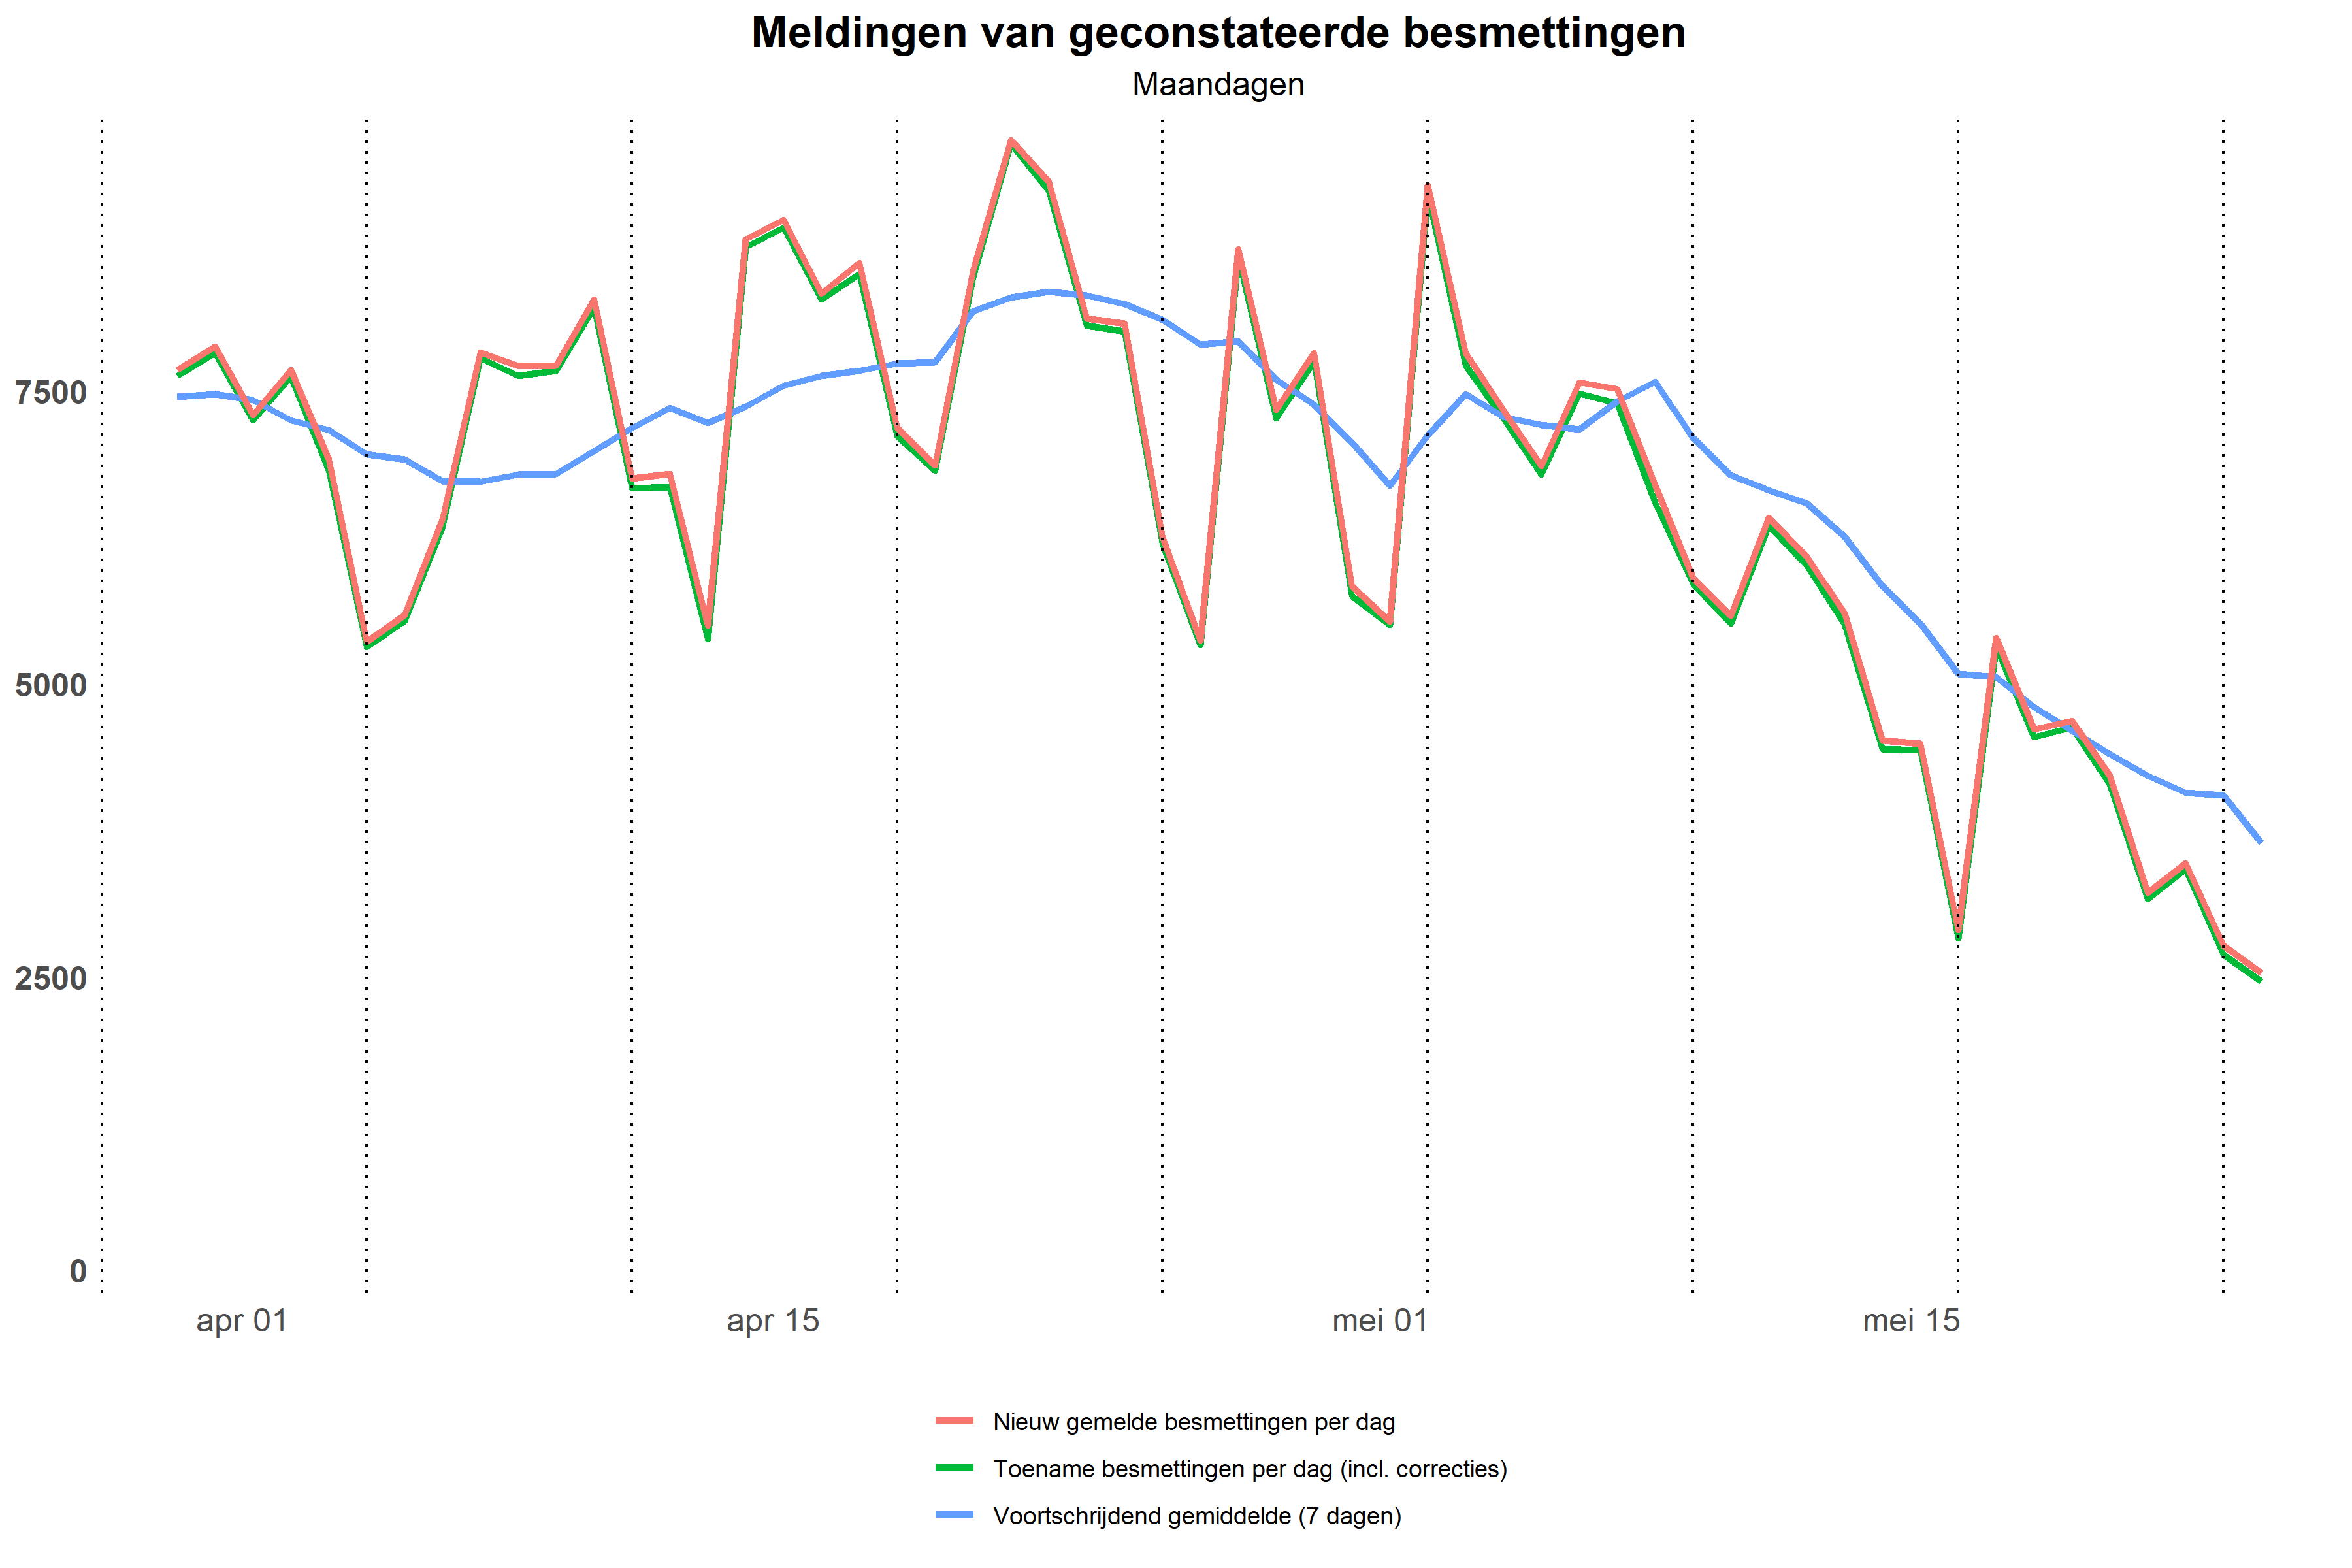 Meldingen van geconstateerde besmettingen
Maandagen
7500
5000
2500
0
apr 01
apr 15
mei 01
mei 15
Nieuw gemelde besmettingen per dag
Toename besmettingen per dag (incl. correcties)
Voortschrijdend gemiddelde (7 dagen)